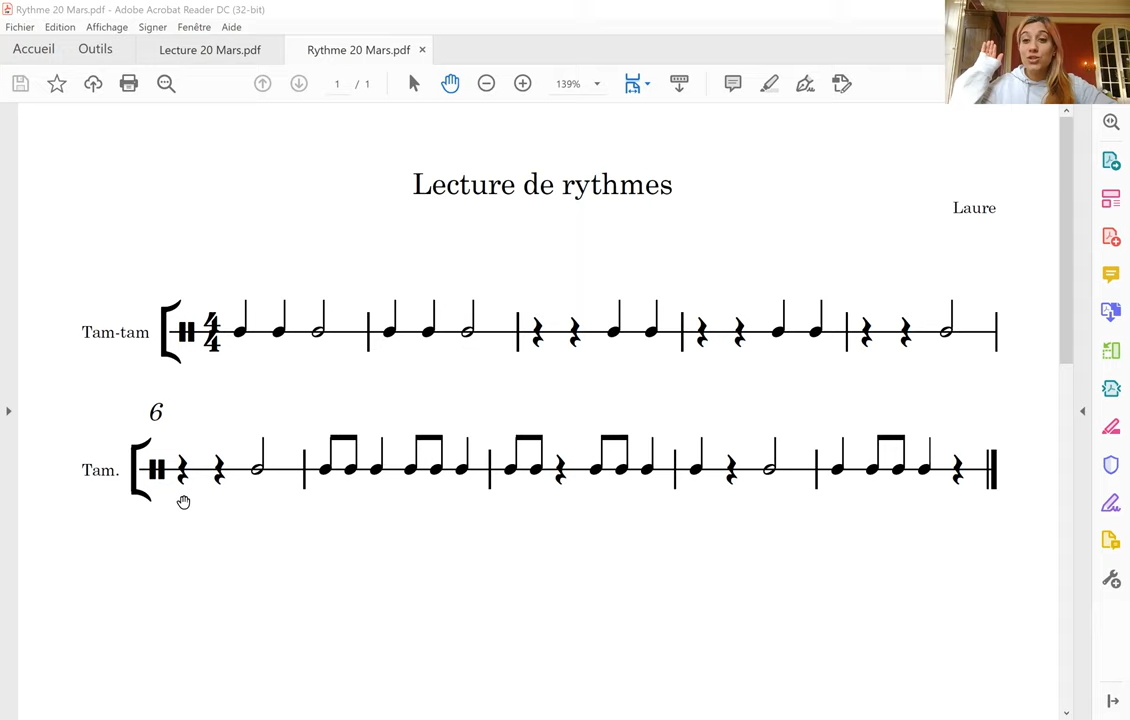 Rythme 20 Mars.pdf - Adobe Acrobat Reader DC (32-bit)
Fichier Edition Affichage Signer Fenêtre Aide
Accueil Outils Lecture 20 Mars.pdf Rythme 20 Mars.pdf ×
1 / 1 139%
Lecture de rythmes
Laure
Tam-tam 4/4
6
Tam.